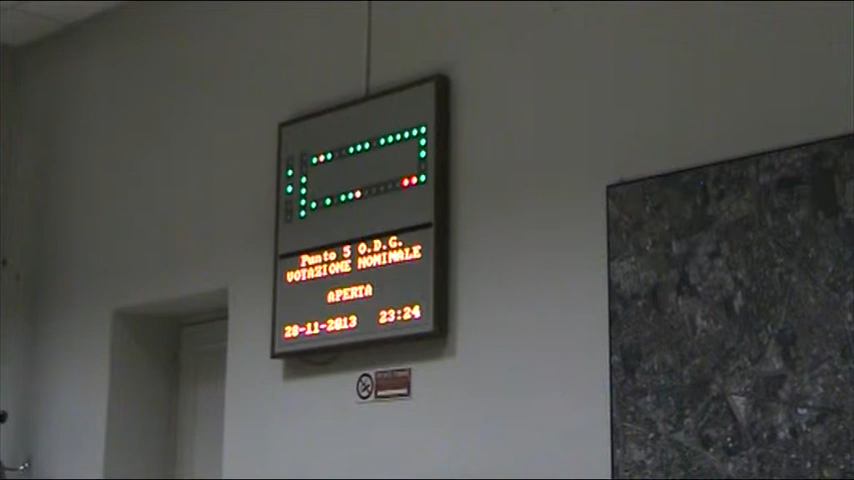 Punto 5 O.D.G.
VOTAZIONE NOMINALE
APERTA
28-11-2013 23:24